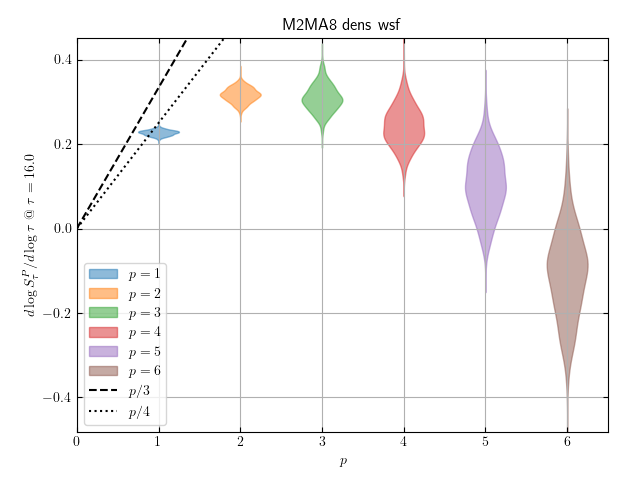 M2MA8 dens wsf
d log S_τ^P / d log τ @ τ = 16.0
0.4
0.2
0.0
−0.2
−0.4
p = 1
p = 2
p = 3
p = 4
p = 5
p = 6
p/3
p/4
0 1 2 3 4 5 6
p